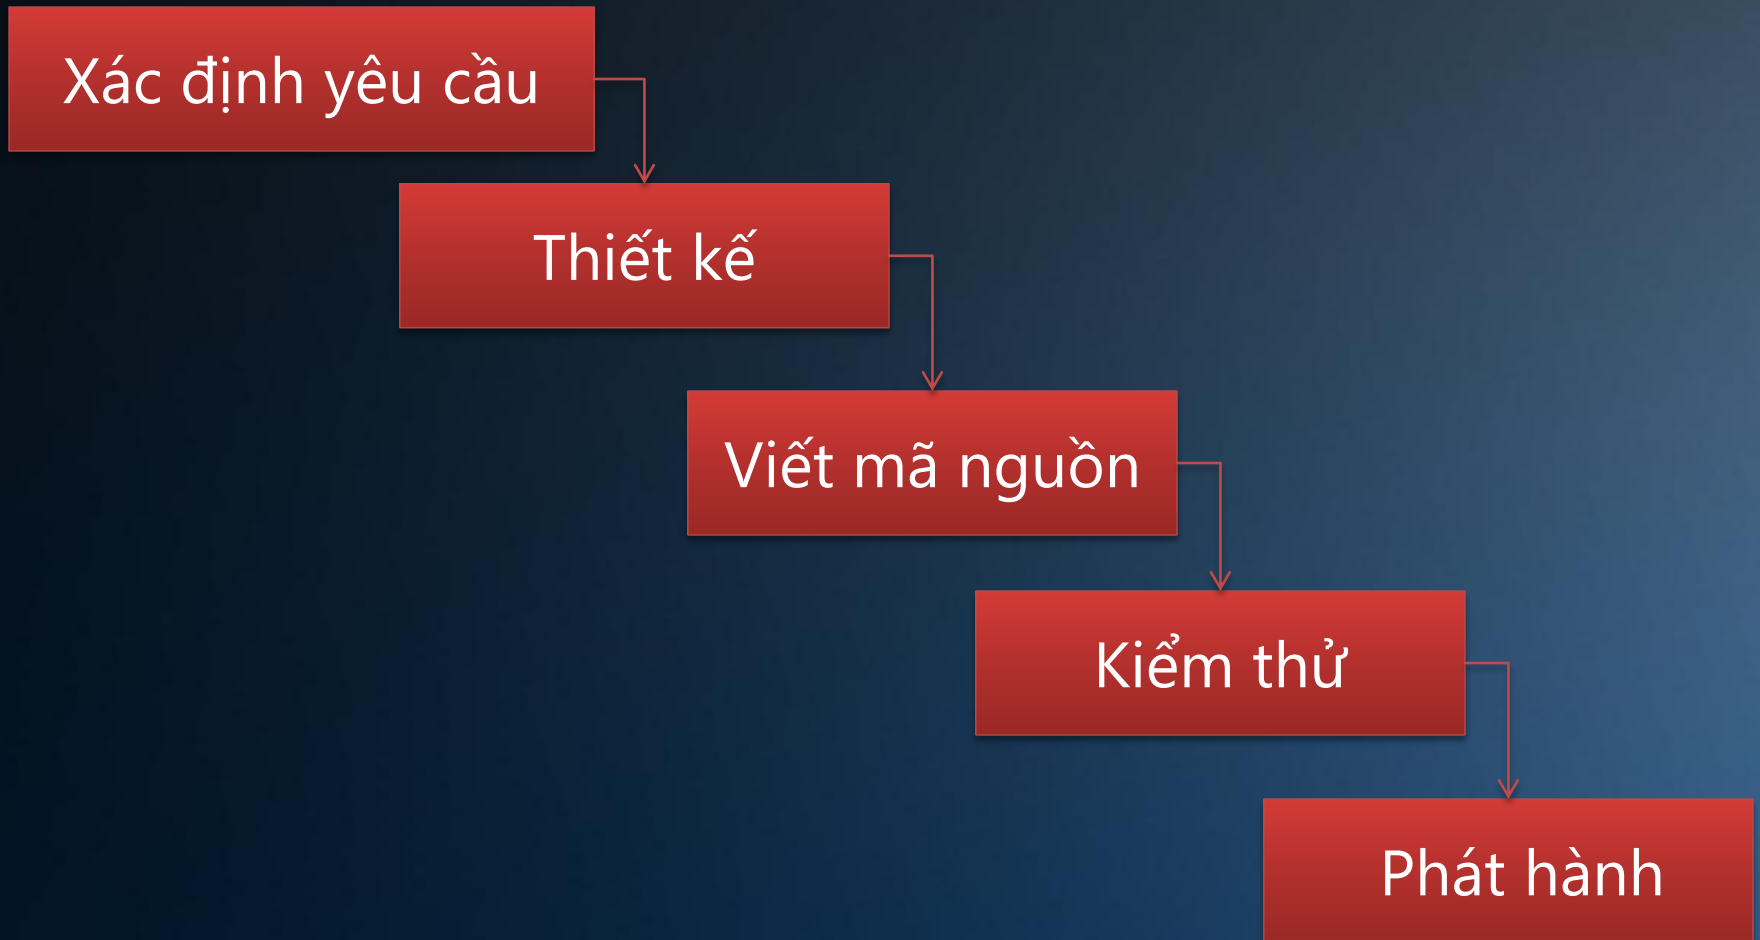 Xác định yêu cầu
Thiết kế
Viết mã nguồn
Kiểm thử
Phát hành